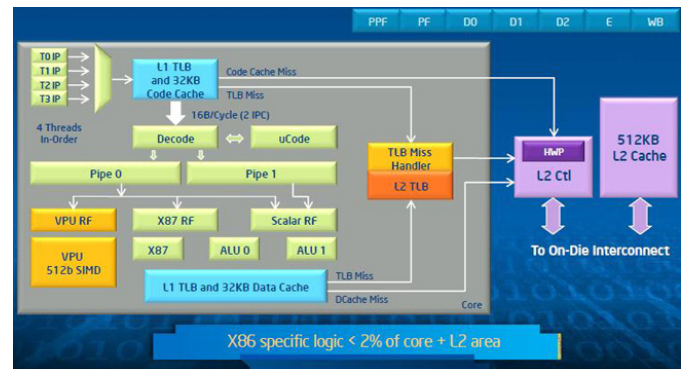 PPF PF D0 D1 D2 E WB
T0 IP
T1 IP
T2 IP
T3 IP
4 Threads
In-Order
L1 TLB
and 32KB
Code Cache
Code Cache Miss
TLB Miss
16B/Cycle (2 IPC)
Decode
uCode
Pipe 0
Pipe 1
TLB Miss
Handler
L2 TLB
HWP
L2 Ctl
512KB
L2 Cache
To On-Die Interconnect
VPU RF
X87 RF
Scalar RF
VPU
512b SIMD
X87
ALU 0
ALU 1
L1 TLB and 32KB Data Cache
TLB Miss
DCache Miss
Core
X86 specific logic < 2% of core + L2 area